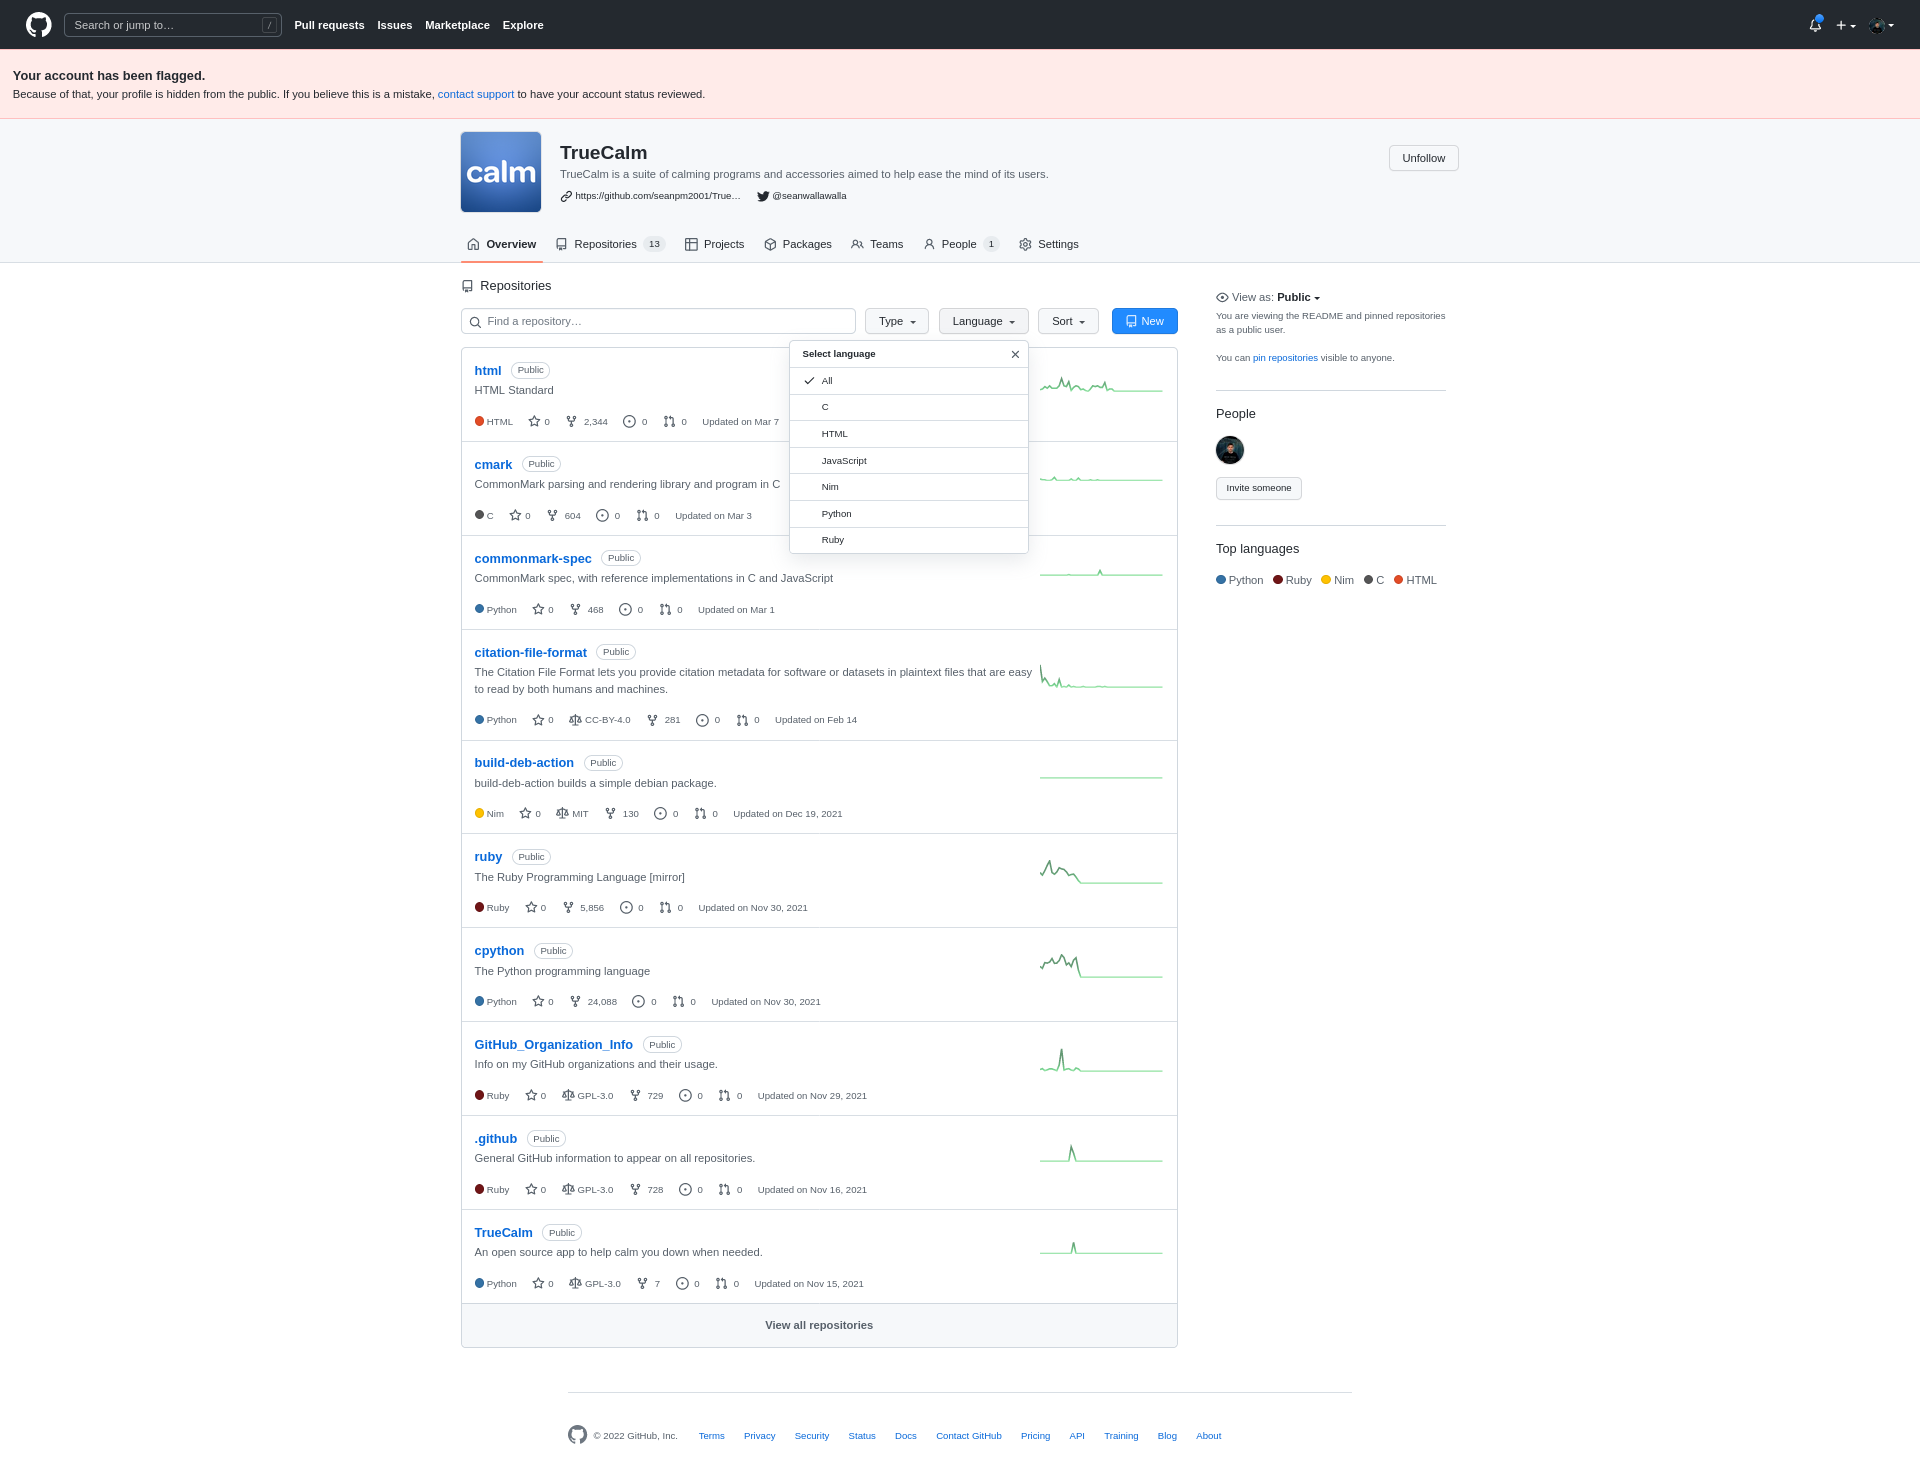 Search or jump to… /
Pull requests Issues Marketplace Explore
Your account has been flagged.
Because of that, your profile is hidden from the public. If you believe this is a mistake, contact support to have your account status reviewed.
calm
TrueCalm
TrueCalm is a suite of calming programs and accessories aimed to help ease the mind of its users.
https://github.com/seanpm2001/True… @seanwallawalla
Unfollow
Overview Repositories 13 Projects Packages Teams People 1 Settings
Repositories
Find a repository… Type Language Sort New
Select language
All
C
HTML
JavaScript
Nim
Python
Ruby
html Public
HTML Standard
HTML 0 2,344 0 0 Updated on Mar 7
cmark Public
CommonMark parsing and rendering library and program in C
C 0 604 0 0 Updated on Mar 3
commonmark-spec Public
CommonMark spec, with reference implementations in C and JavaScript
Python 0 468 0 0 Updated on Mar 1
citation-file-format Public
The Citation File Format lets you provide citation metadata for software or datasets in plaintext files that are easy
to read by both humans and machines.
Python 0 CC-BY-4.0 281 0 0 Updated on Feb 14
build-deb-action Public
build-deb-action builds a simple debian package.
Nim 0 MIT 130 0 0 Updated on Dec 19, 2021
ruby Public
The Ruby Programming Language [mirror]
Ruby 0 5,856 0 0 Updated on Nov 30, 2021
cpython Public
The Python programming language
Python 0 24,088 0 0 Updated on Nov 30, 2021
GitHub_Organization_Info Public
Info on my GitHub organizations and their usage.
Ruby 0 GPL-3.0 729 0 0 Updated on Nov 29, 2021
.github Public
General GitHub information to appear on all repositories.
Ruby 0 GPL-3.0 728 0 0 Updated on Nov 16, 2021
TrueCalm Public
An open source app to help calm you down when needed.
Python 0 GPL-3.0 7 0 0 Updated on Nov 15, 2021
View all repositories
View as: Public
You are viewing the README and pinned repositories
as a public user.
You can pin repositories visible to anyone.
People
Invite someone
Top languages
Python Ruby Nim C HTML
© 2022 GitHub, Inc. Terms Privacy Security Status Docs Contact GitHub Pricing API Training Blog About